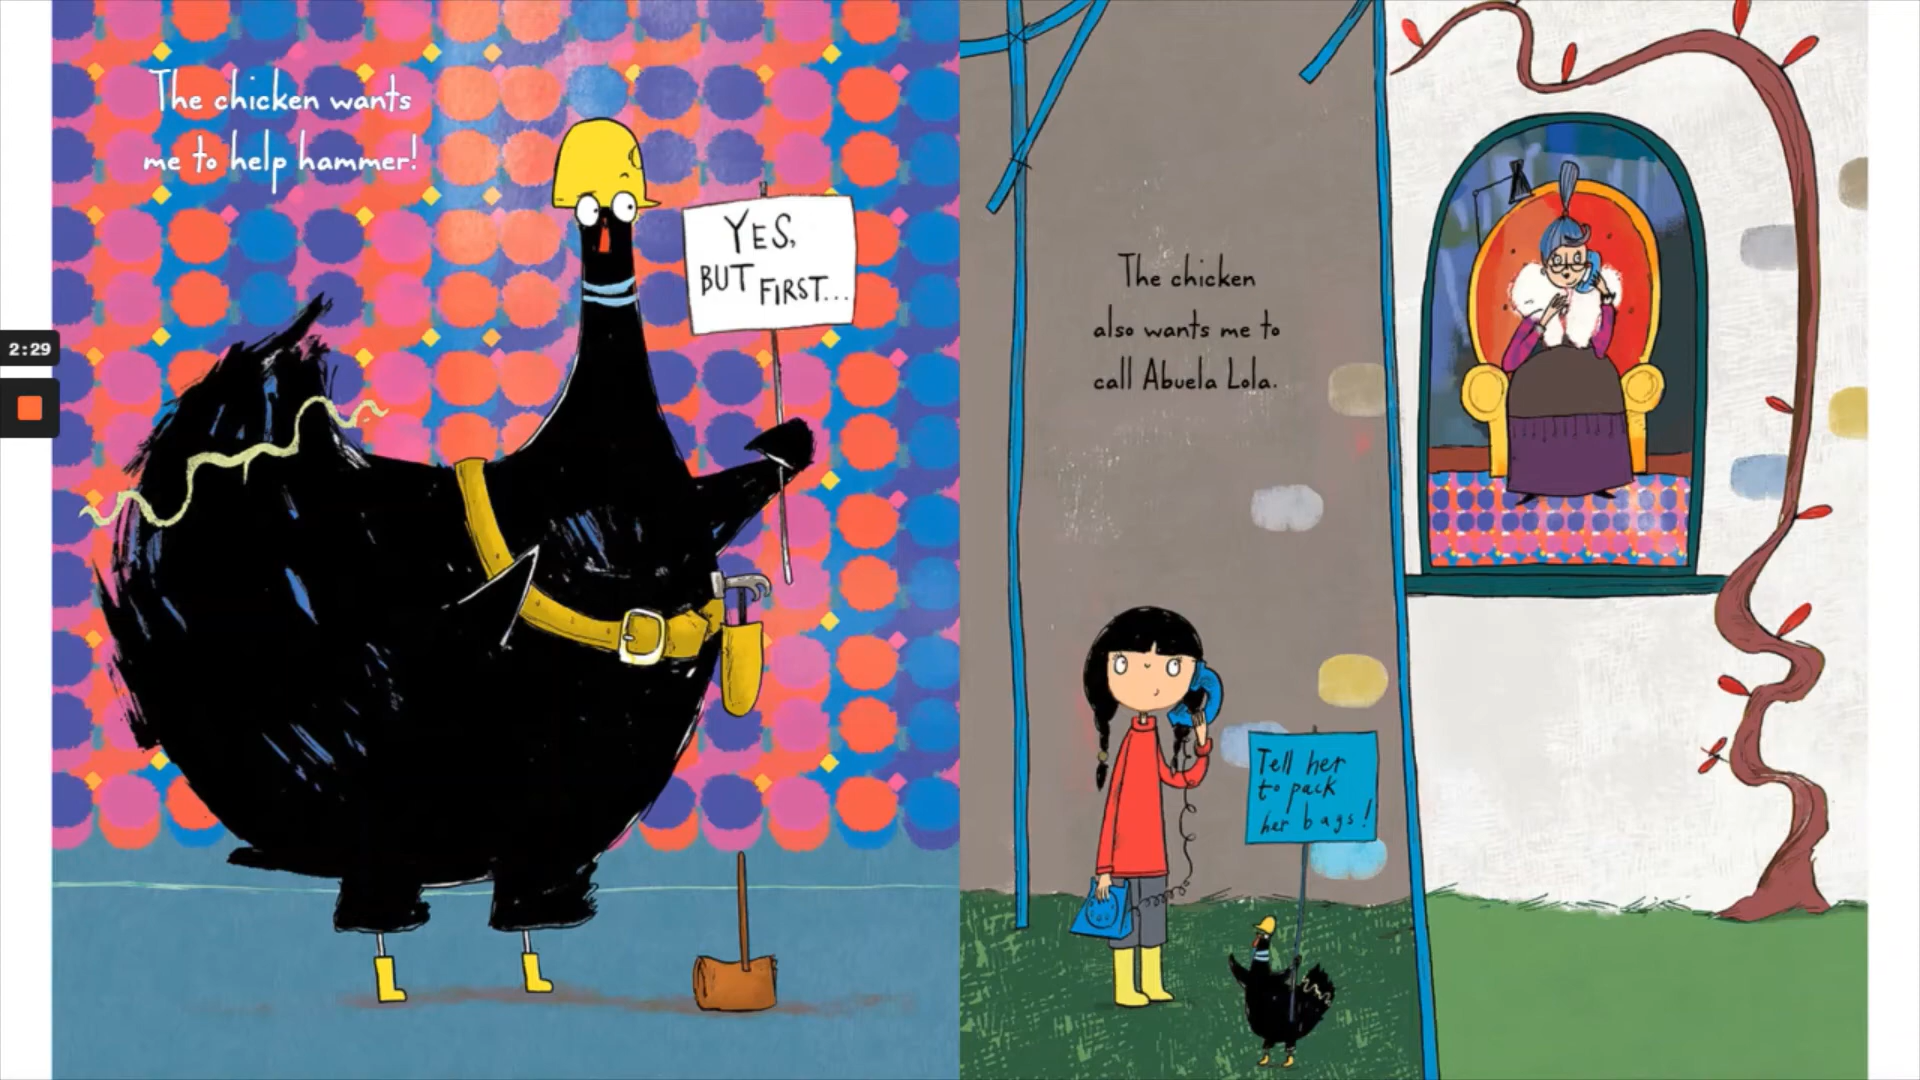 The chicken wants
me to help hammer!
YES,
BUT FIRST...
2:29
The chicken
also wants me to
call Abuela Lola.
Tell her
to pack
her bags!